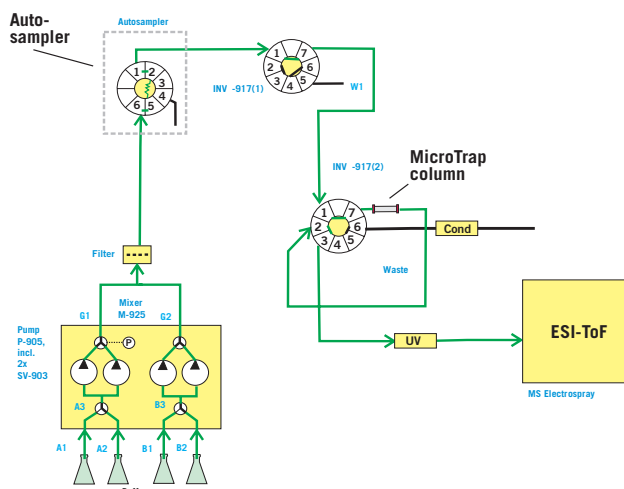 Auto-
sampler
Autosampler
1 2
3
4
5
6
INV -917(1)
1 7
2 6
3 4 5
W1
INV -917(2)
MicroTrap
column
1 7
2 6
3 4 5
Cond
Waste
Filter
Mixer
M-925
G1
G2
Pump
P-905,
incl.
2x
SV-903
P
A3
B3
UV
ESI-ToF
MS Electrospray
A1
A2
B1
B2